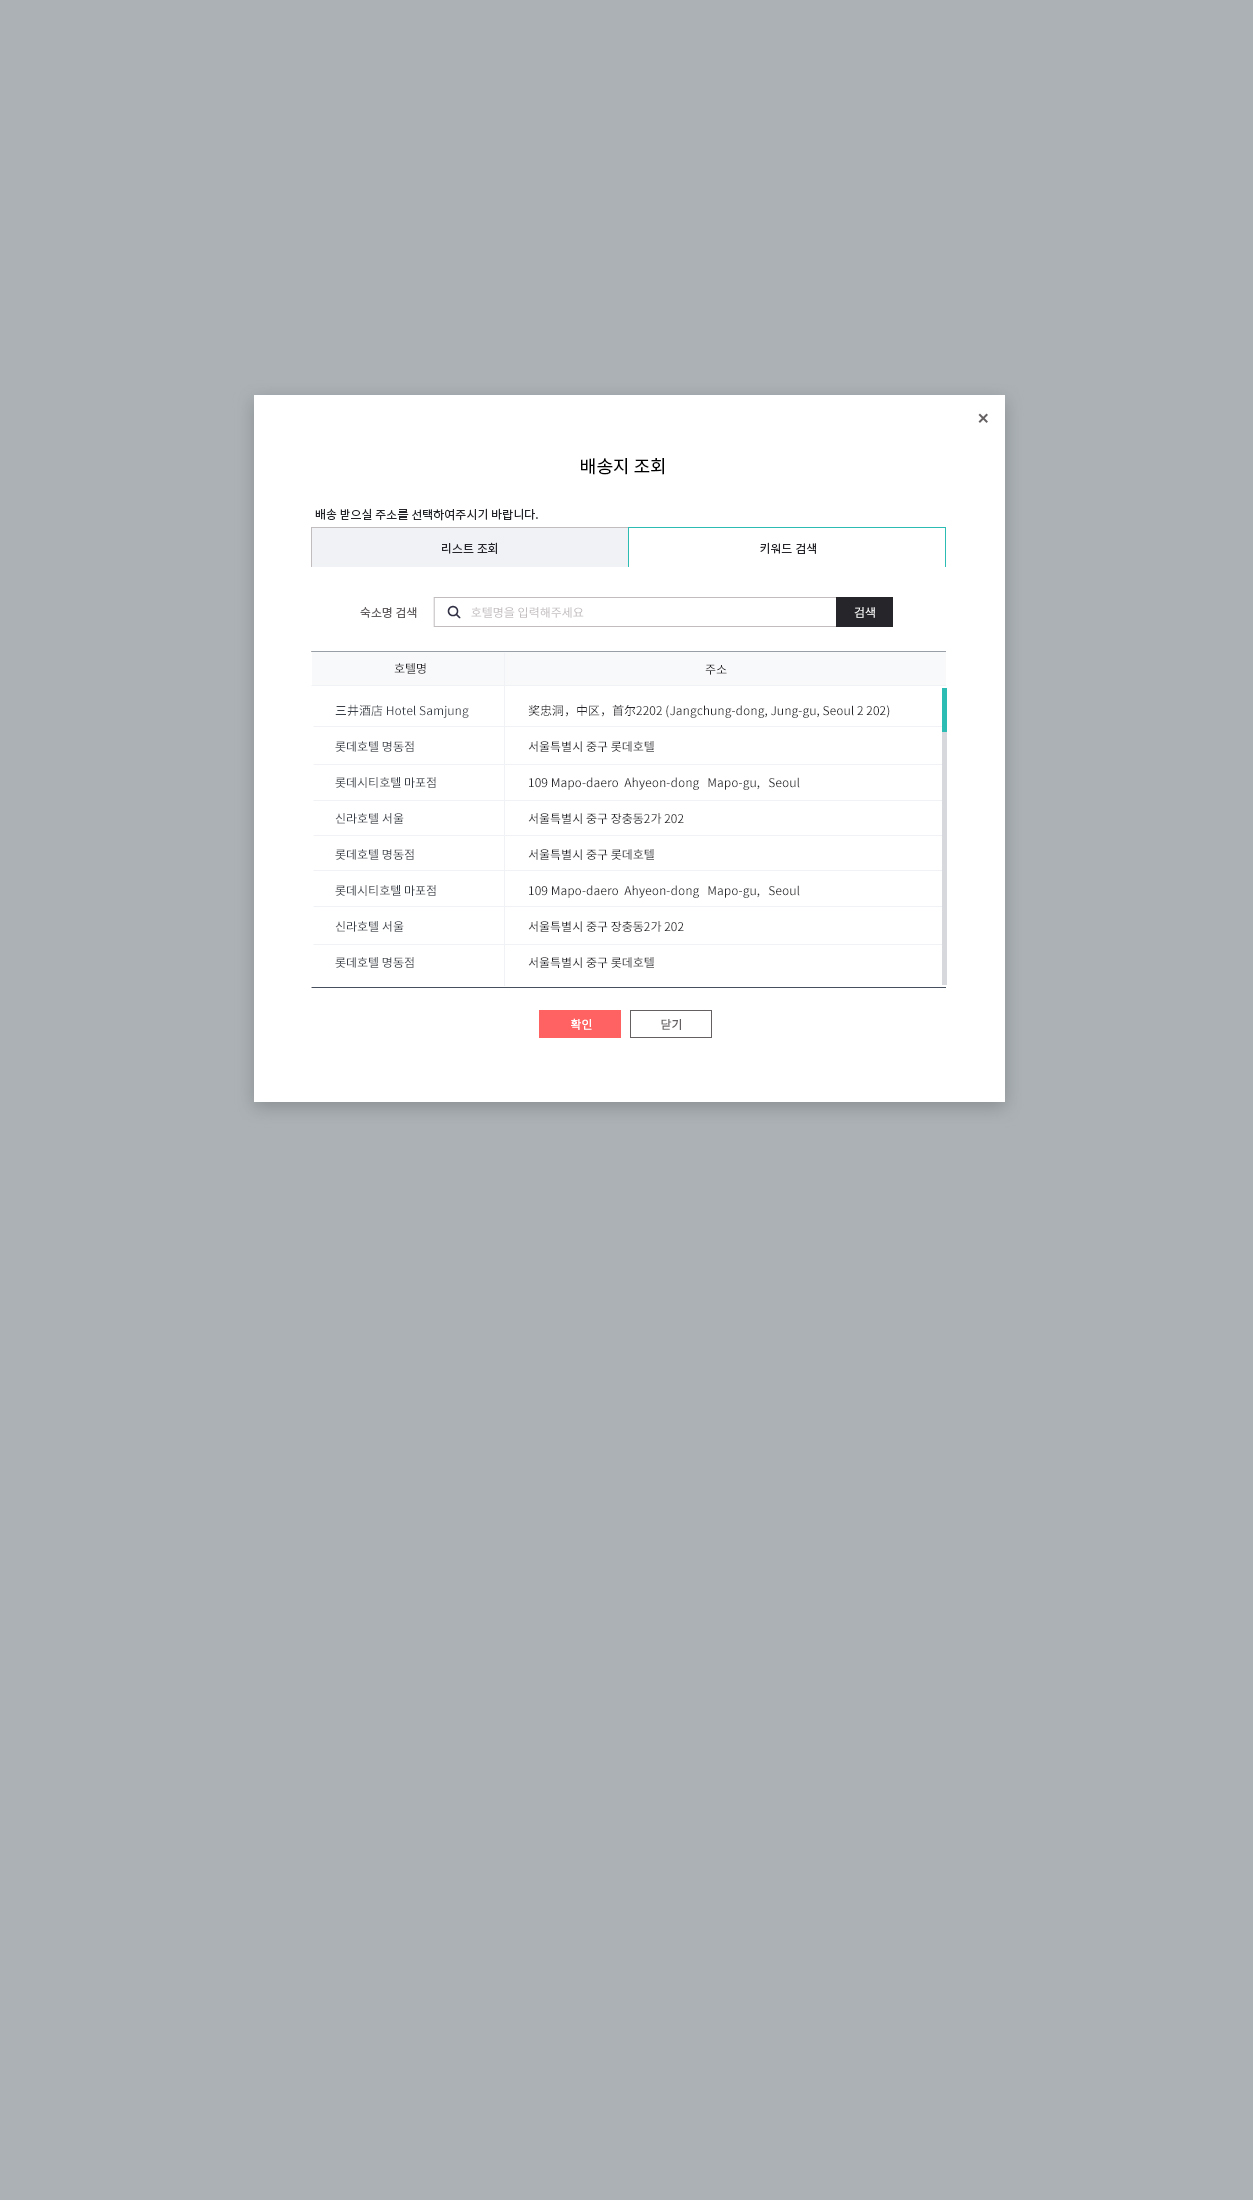 ×
배송지 조회
배송 받으실 주소를 선택하여주시기 바랍니다.
리스트 조회 키워드 검색
숙소명 검색 호텔명을 입력해주세요 검색
호텔명 주소
三井酒店 Hotel Samjung 奖忠洞，中区，首尔2202 (Jangchung-dong, Jung-gu, Seoul 2 202)
롯데호텔 명동점 서울특별시 중구 롯데호텔
롯데시티호텔 마포점 109 Mapo-daero Ahyeon-dong Mapo-gu, Seoul
신라호텔 서울 서울특별시 중구 장충동2가 202
롯데호텔 명동점 서울특별시 중구 롯데호텔
롯데시티호텔 마포점 109 Mapo-daero Ahyeon-dong Mapo-gu, Seoul
신라호텔 서울 서울특별시 중구 장충동2가 202
롯데호텔 명동점 서울특별시 중구 롯데호텔
확인 닫기